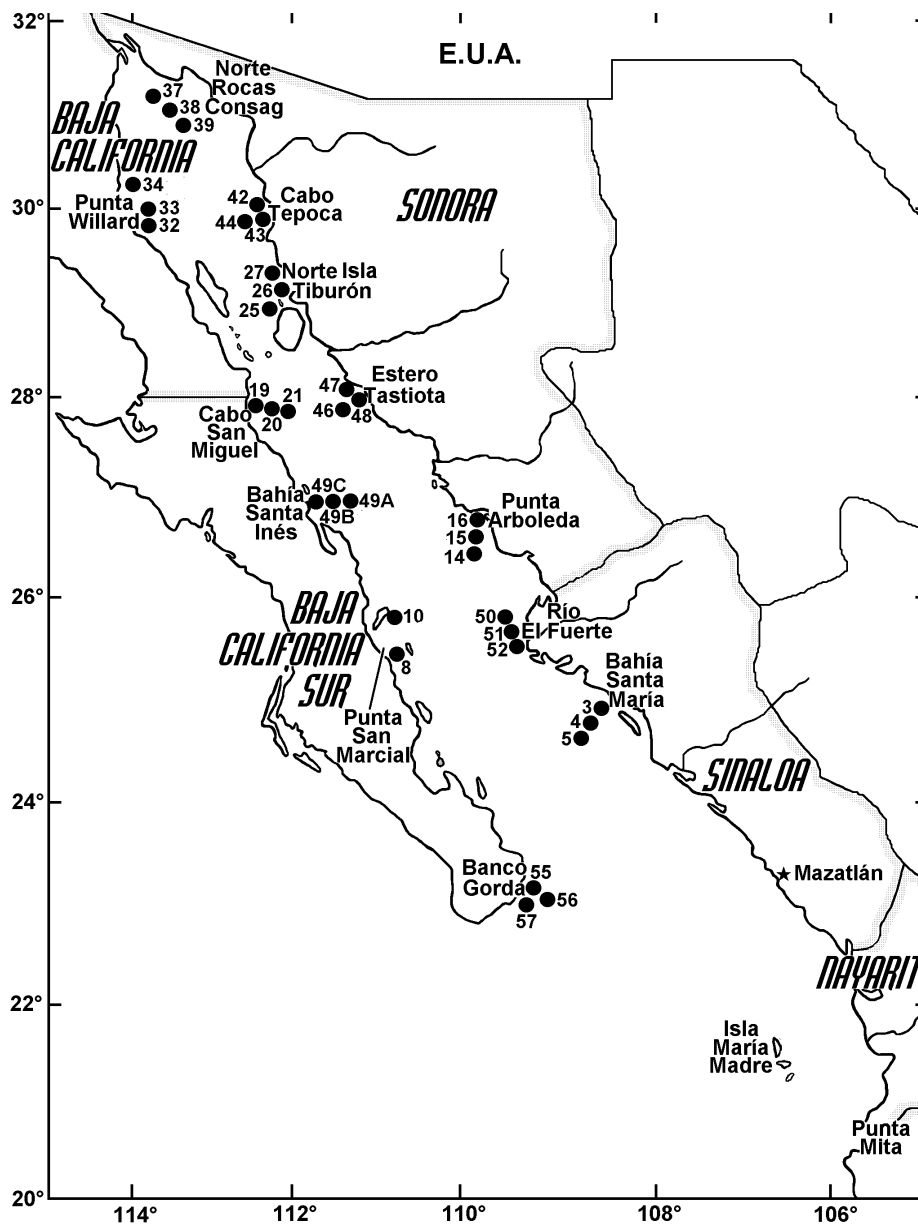 32°
E.U.A.
Norte
Rocas
Consag
37
38
39
BAJA
CALIFORNIA
34
33
32
Punta
Willard
30°
42
44
43
Cabo
Tepoca
SONORA
27
26
25
Norte Isla
Tiburón
28°
19
20
21
Cabo
San
Miguel
47
46
48
Estero
Tastiota
49C
49B
49A
Bahía
Santa
Inés
16
15
14
Punta
Arboleda
26°
BAJA
CALIFORNIA
SUR
10
8
Punta
San
Marcial
50
51
52
Río
El Fuerte
Bahía
Santa
María
3
4
5
SINALOA
24°
Banco
Gorda
55
56
57
Mazatlán
NAYARIT
22°
Isla
María
Madre
Punta
Mita
20°
114°
112°
110°
108°
106°